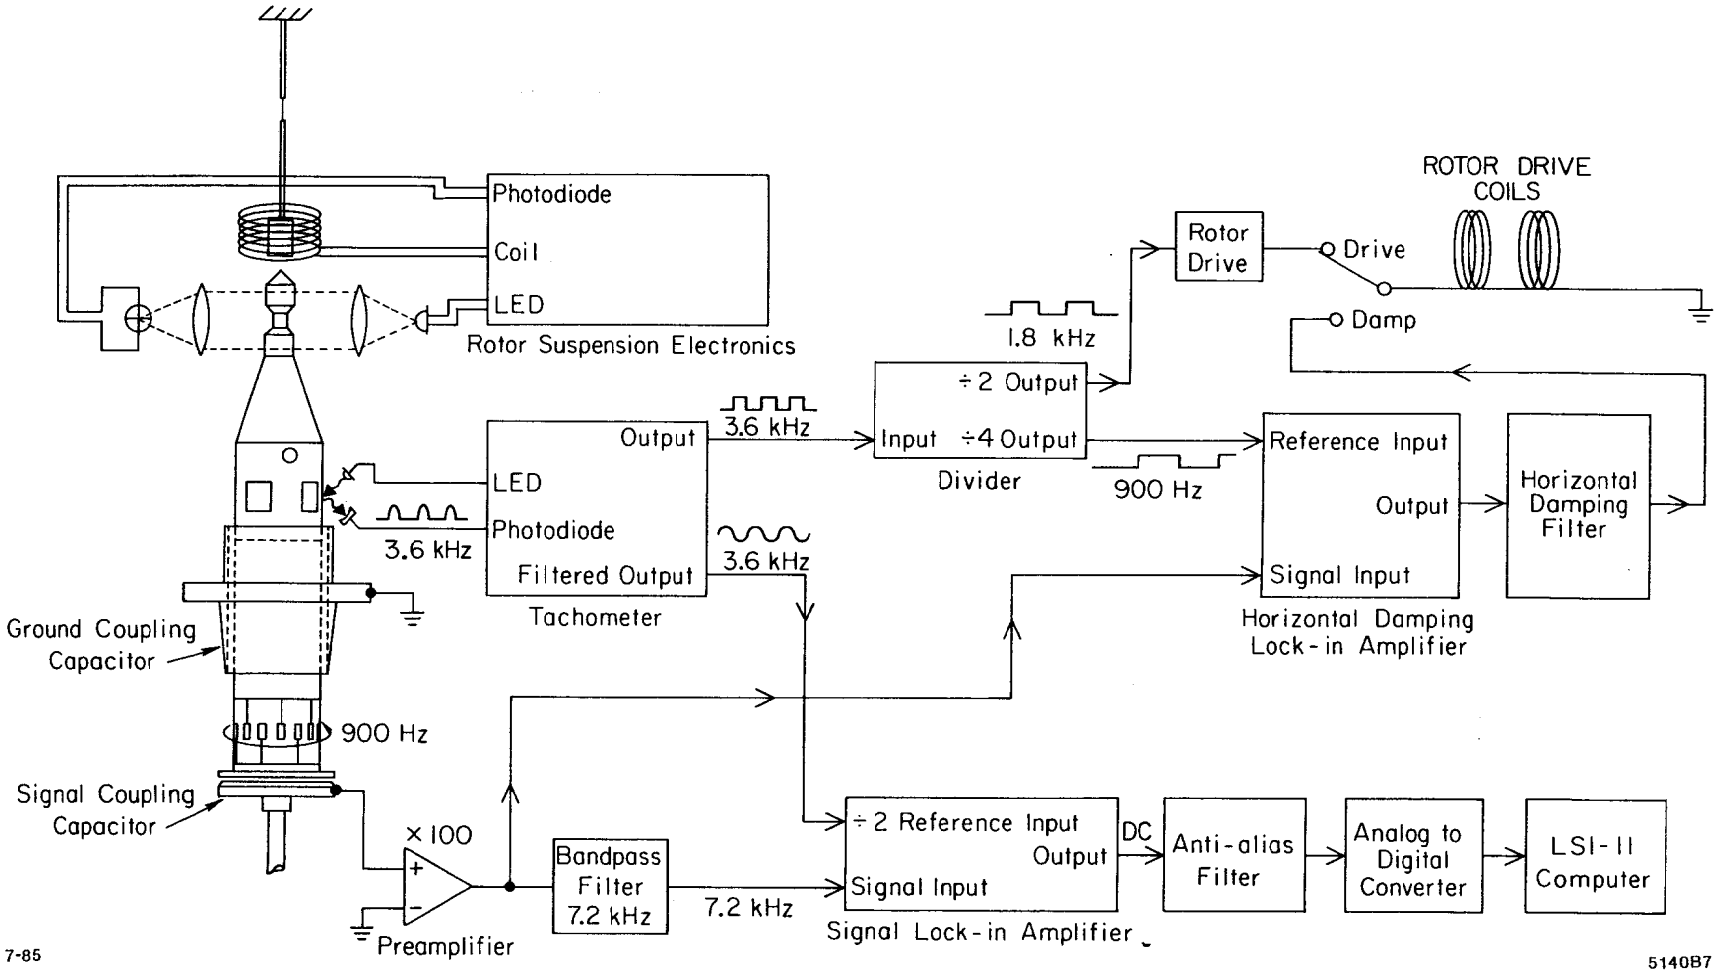 Photodiode
Coil
LED
Rotor Suspension Electronics
ROTOR DRIVE
COILS
Rotor
Drive
Drive
Damp
1.8 kHz
÷2 Output
Input ÷4 Output
Divider
3.6 kHz
900 Hz
Output
LED
Photodiode
Filtered Output
Tachometer
3.6 kHz
3.6 kHz
Reference Input
Output
Signal Input
Horizontal Damping
Lock-in Amplifier
Horizontal
Damping
Filter
Ground Coupling
Capacitor
900 Hz
Signal Coupling
Capacitor
×100
+
−
Preamplifier
Bandpass
Filter
7.2 kHz
7.2 kHz
÷2 Reference Input
Output
Signal Input
Signal Lock-in Amplifier
DC
Anti-alias
Filter
Analog to
Digital
Converter
LSI-11
Computer
7-85
5140B7